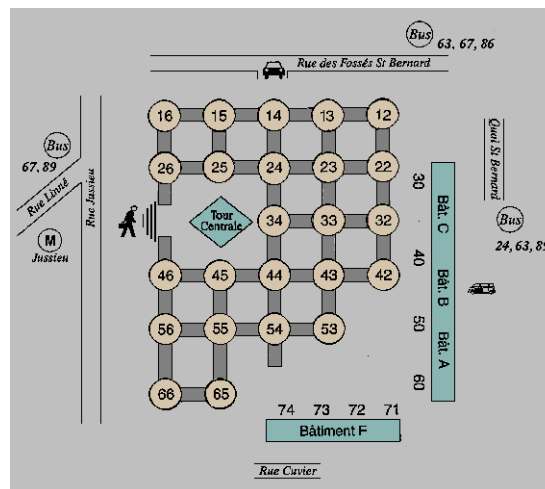 Bus 63, 67, 86
Rue des Fossés St Bernard
16 15 14 13 12
Bus
67, 89
26 25 24 23 22
Quai St Bernard
30
Rue Linné
Rue Jussieu
Tour
Centrale
34 33 32
Bât. C
Bus
24, 63, 89
M
Jussieu
40
46 45 44 43 42
Bât. B
56 55 54 53
50
Bât. A
60
66 65
74 73 72 71
Bâtiment F
Rue Cuvier